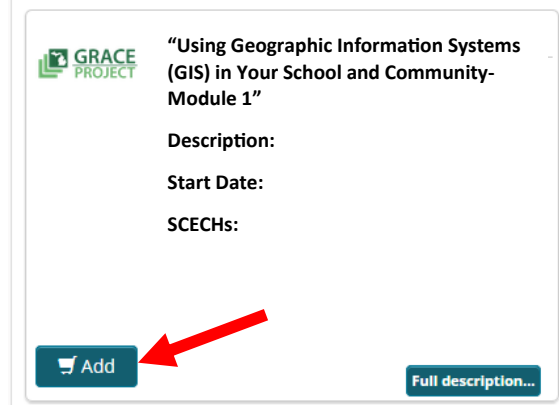 GRACE
PROJECT
“Using Geographic Information Systems
(GIS) in Your School and Community-
Module 1”
Description:
Start Date:
SCECHs:
Add
Full description...